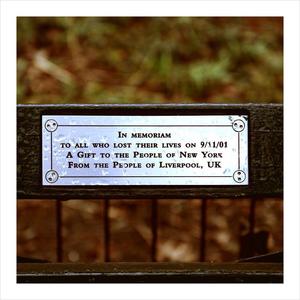 In memoriam
to all who lost their lives on 9/11/01
A Gift to the People of New York
From the People of Liverpool, UK